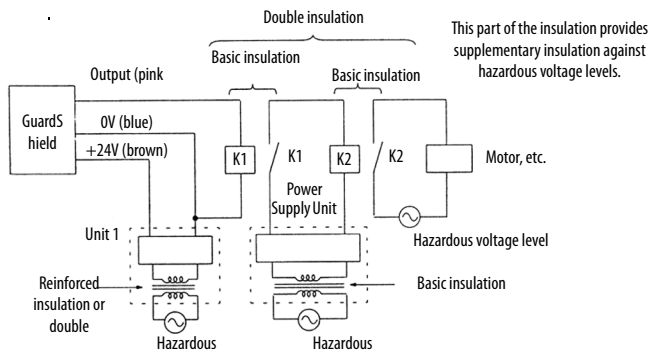 Double insulation
This part of the insulation provides
supplementary insulation against
hazardous voltage levels.
Basic insulation
Basic insulation
Output (pink
GuardS
hield
0V (blue)
+24V (brown)
K1
K1
K2
K2
Motor, etc.
Power
Supply Unit
Unit 1
Hazardous voltage level
Reinforced
insulation or
double
Basic insulation
Hazardous
Hazardous